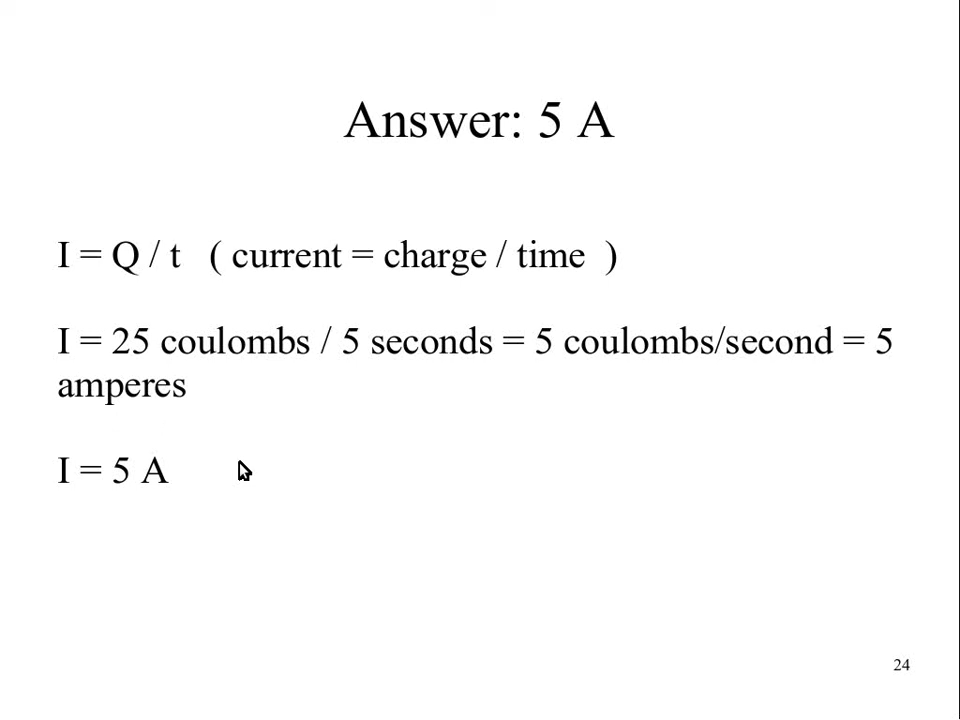 Answer: 5 A
I = Q / t ( current = charge / time )
I = 25 coulombs / 5 seconds = 5 coulombs/second = 5
amperes
I = 5 A
24